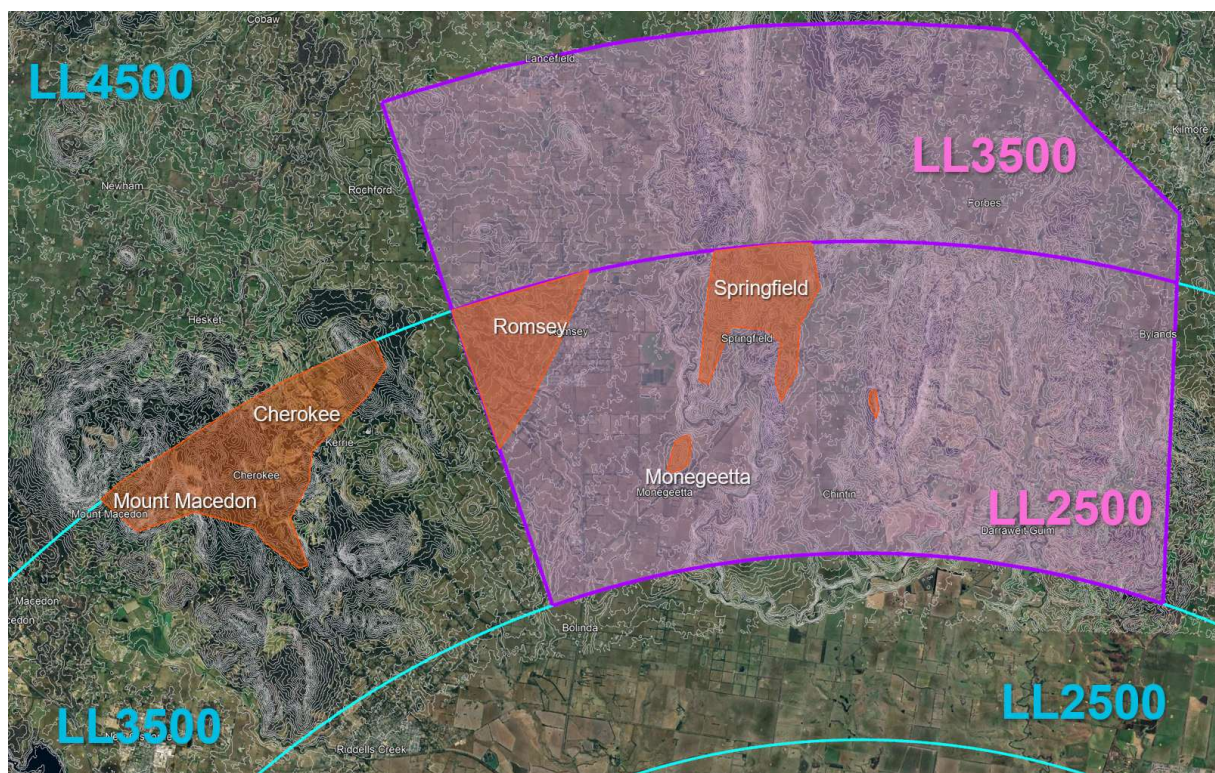 Cobaw
Lancefield
LL4500
Kilmore
LL3500
Newham
Rochford
Forbes
Springfield
Hesket
Romsey
Romsey
Springfield
Bylands
Cherokee
Kerrie
Cherokee
Monegeetta
Mount Macedon
Monegeetta
Chintin
LL2500
Mount Macedon
Darraweit Guim
Macedon
Bolinda
LL2500
LL3500
Riddells Creek